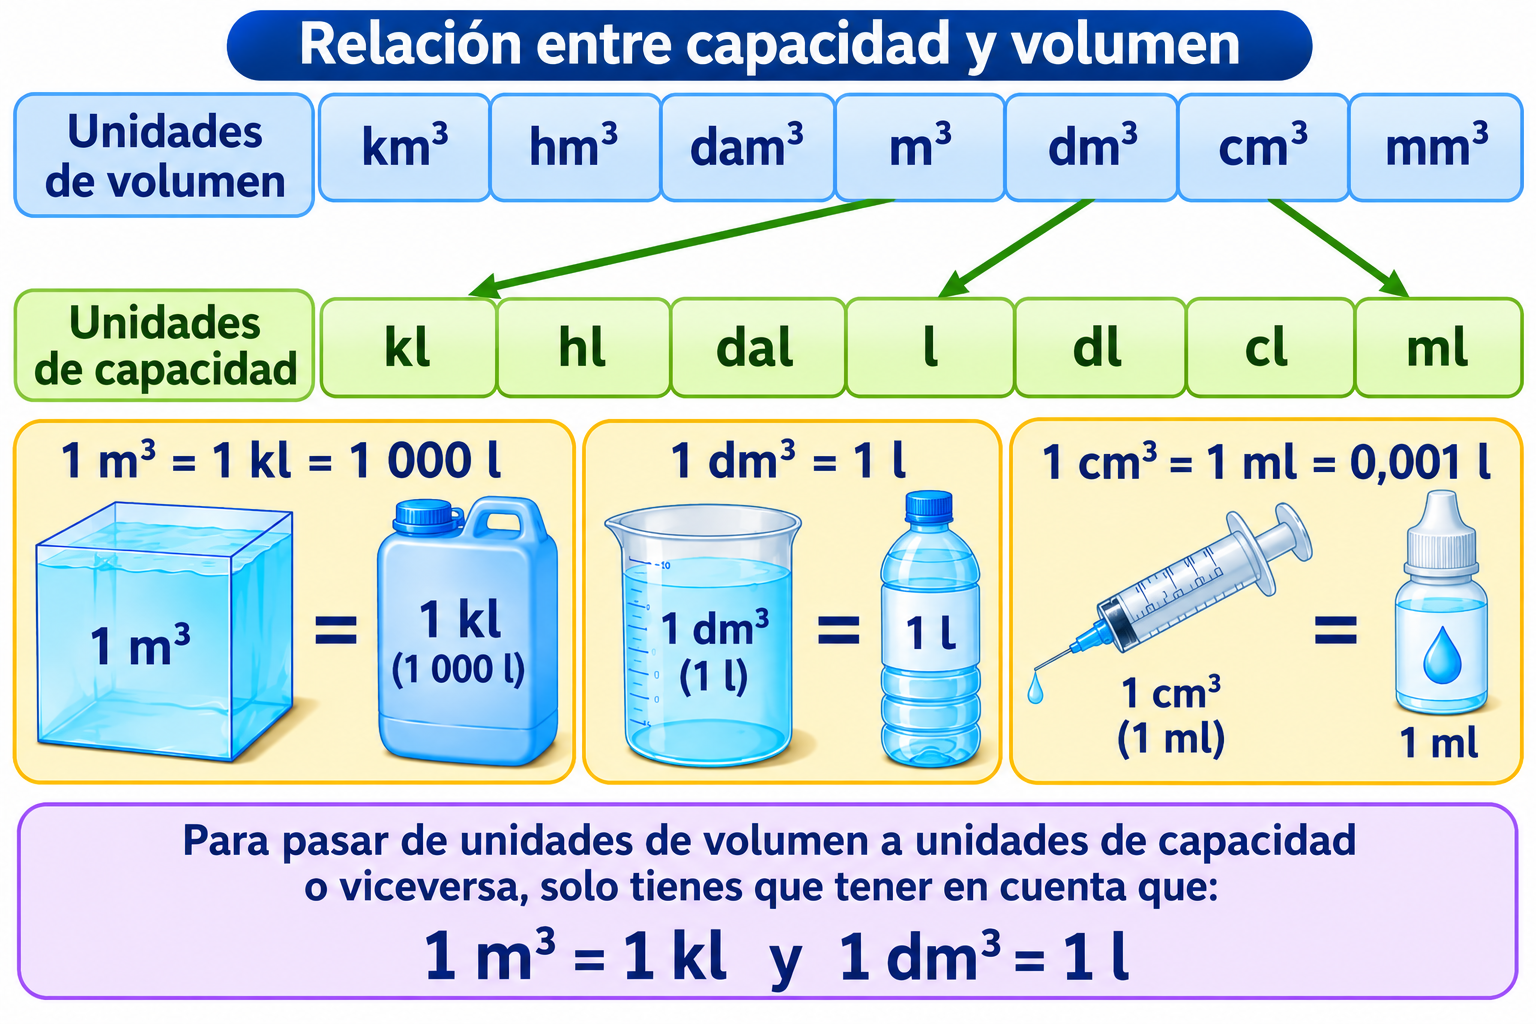 Relación entre capacidad y volumen
Unidades
de volumen
km³ hm³ dam³ m³ dm³ cm³ mm³
Unidades
de capacidad
kl hl dal l dl cl ml
1 m³ = 1 kl = 1 000 l
1 m³
=
1 kl
(1 000 l)
1 dm³ = 1 l
1 dm³
(1 l)
=
1 l
1 cm³ = 1 ml = 0,001 l
1 cm³
(1 ml)
=
1 ml
Para pasar de unidades de volumen a unidades de capacidad
o viceversa, solo tienes que tener en cuenta que:
1 m³ = 1 kl y 1 dm³ = 1 l